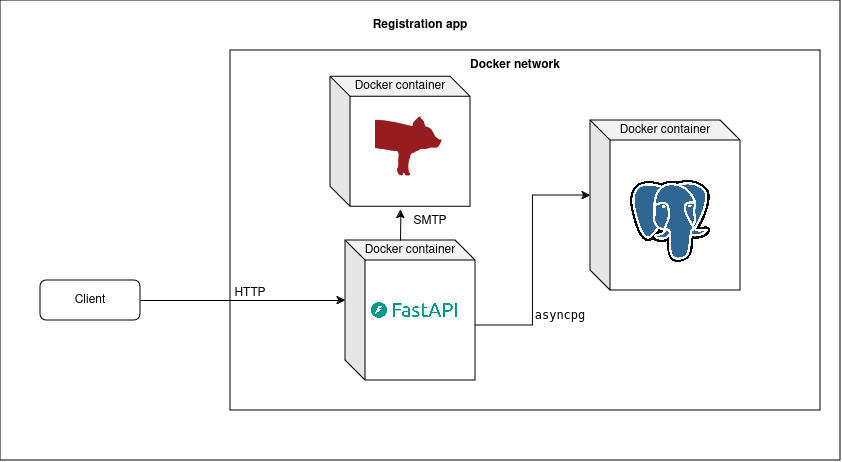 Registration app
Docker network
Docker container
Docker container
SMTP
Docker container
Client
HTTP
FastAPI
asyncpg